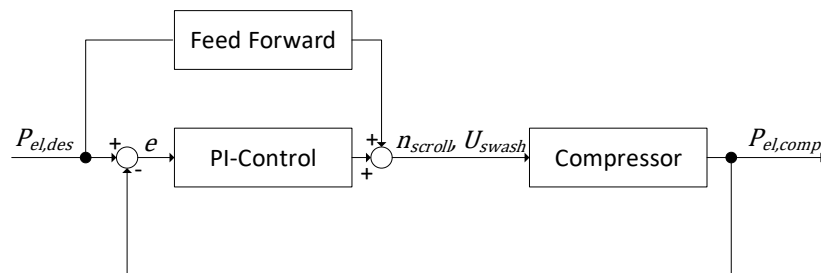 Feed Forward
P_el,des
+
-
e
PI-Control
+
+
n_scroll, U_swash
Compressor
P_el,comp